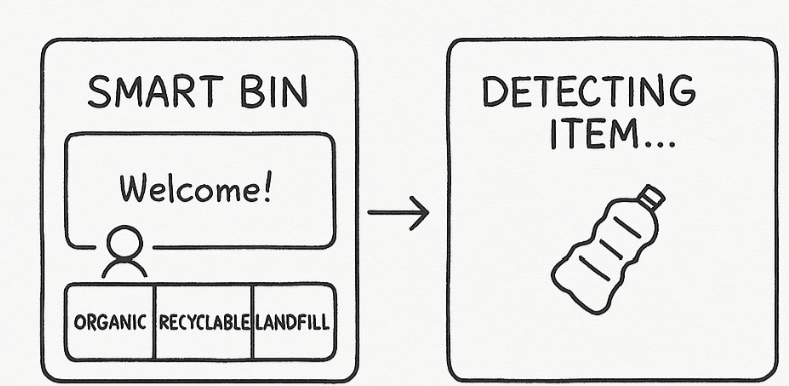 SMART BIN
Welcome!
ORGANIC
RECYCLABLE
LANDFILL
DETECTING
ITEM...